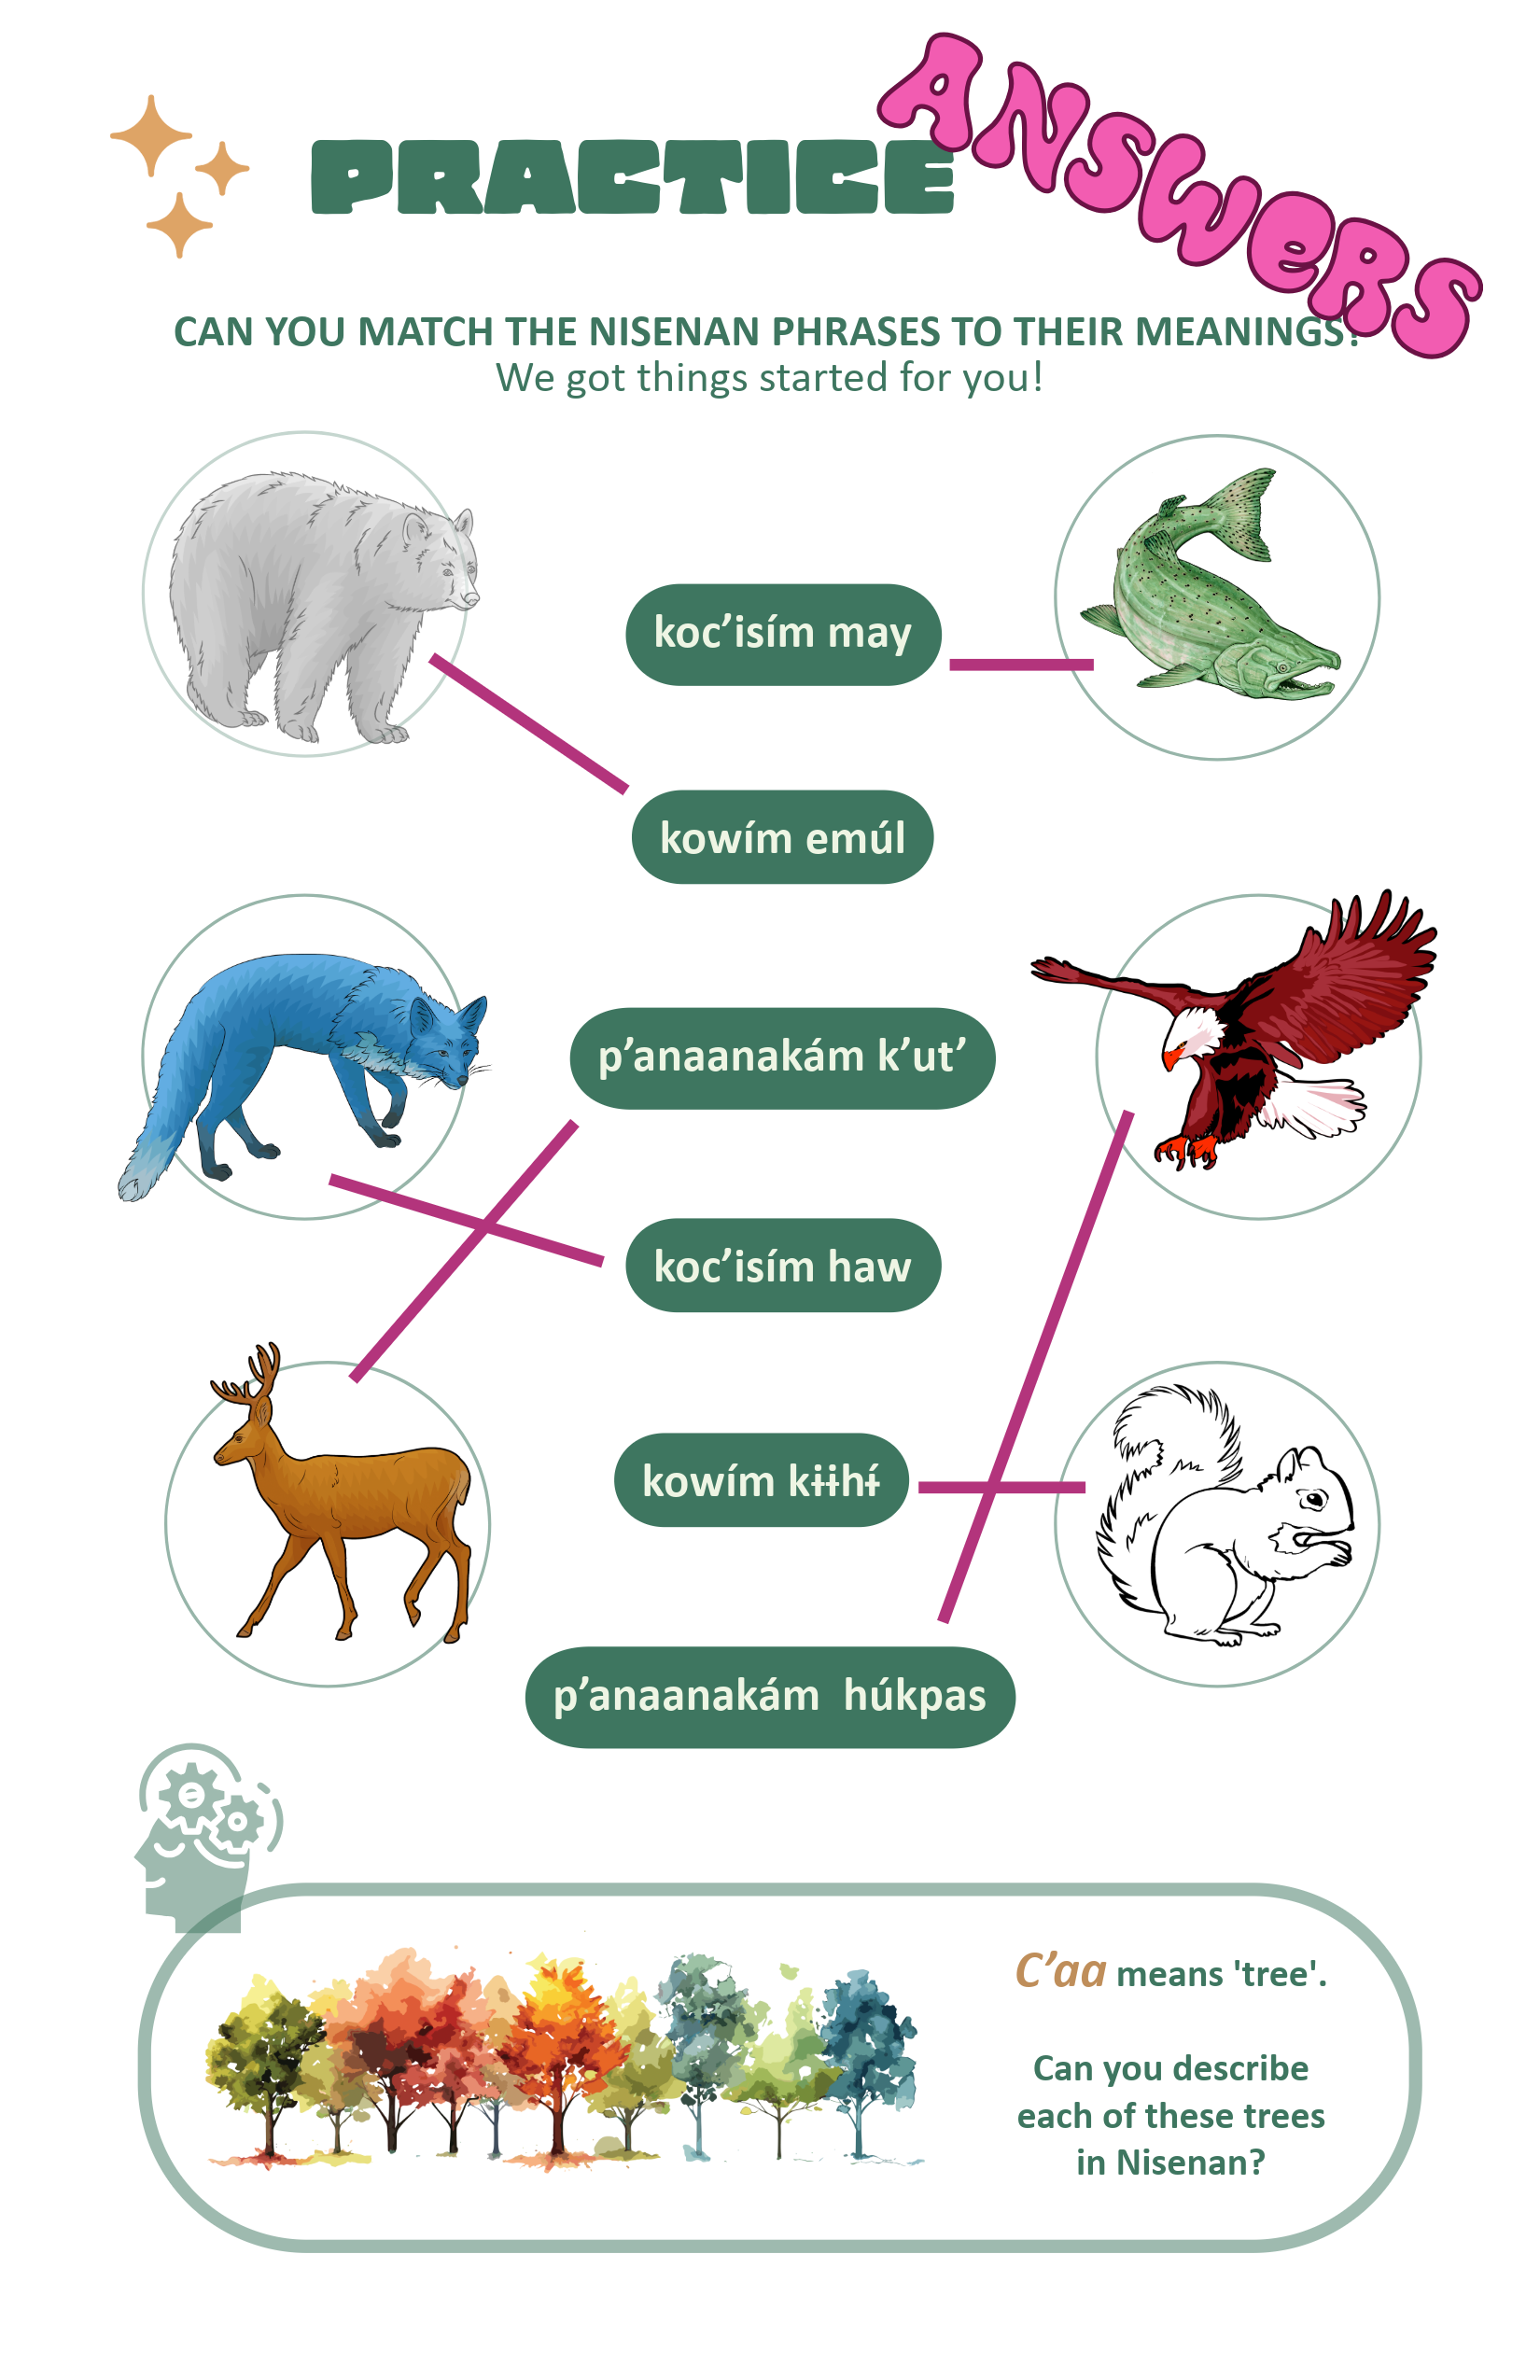 PRACTICE
ANSWERS
CAN YOU MATCH THE NISENAN PHRASES TO THEIR MEANINGS?
We got things started for you!
koc’isím may
kowím emúl
p’anaanakám k’ut’
koc’isím haw
kowím kɨɨhɨ́
p’anaanakám  húkpas
C’aa means 'tree'.
Can you describe
each of these trees
in Nisenan?